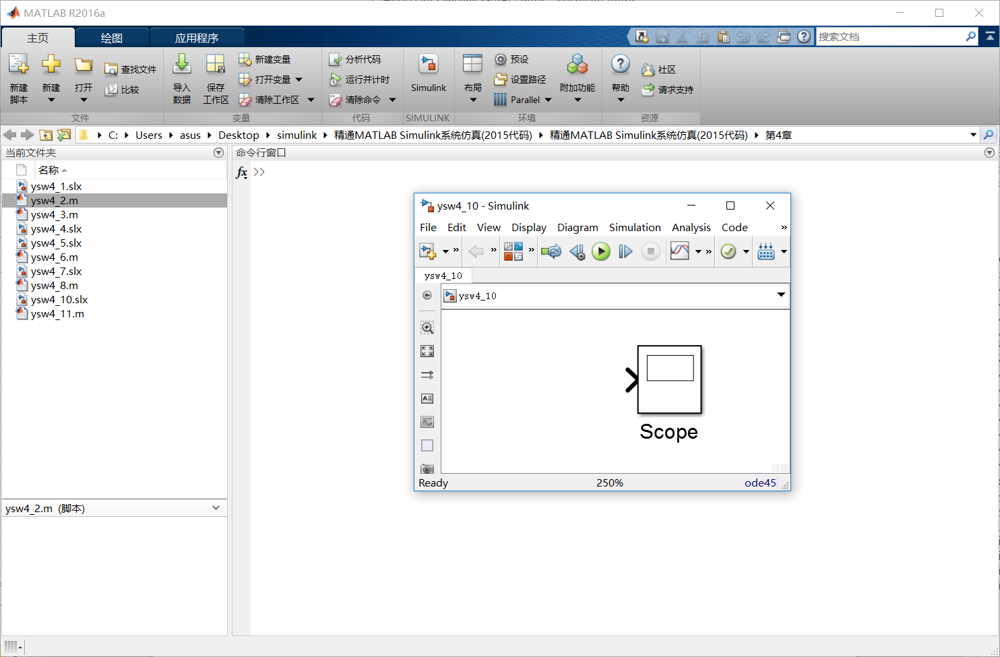 MATLAB R2016a
主页
绘图
应用程序
搜索文档
新建
脚本
新建
打开
查找文件
比较
导入
数据
保存
工作区
新建变量
打开变量
清除工作区
分析代码
运行并计时
清除命令
Simulink
布局
预设
设置路径
Parallel
附加功能
帮助
社区
请求支持
文件
变量
代码
SIMULINK
环境
资源
C: Users asus Desktop simulink 精通MATLAB Simulink系统仿真(2015代码) 精通MATLAB Simulink系统仿真(2015代码) 第4章
当前文件夹
名称
ysw4_1.slx
ysw4_2.m
ysw4_3.m
ysw4_4.slx
ysw4_5.slx
ysw4_6.m
ysw4_7.slx
ysw4_8.m
ysw4_10.slx
ysw4_11.m
ysw4_2.m (脚本)
命令行窗口
fx >>
ysw4_10 - Simulink
File Edit View Display Diagram Simulation Analysis Code »
ysw4_10
ysw4_10
Scope
Ready 250% ode45